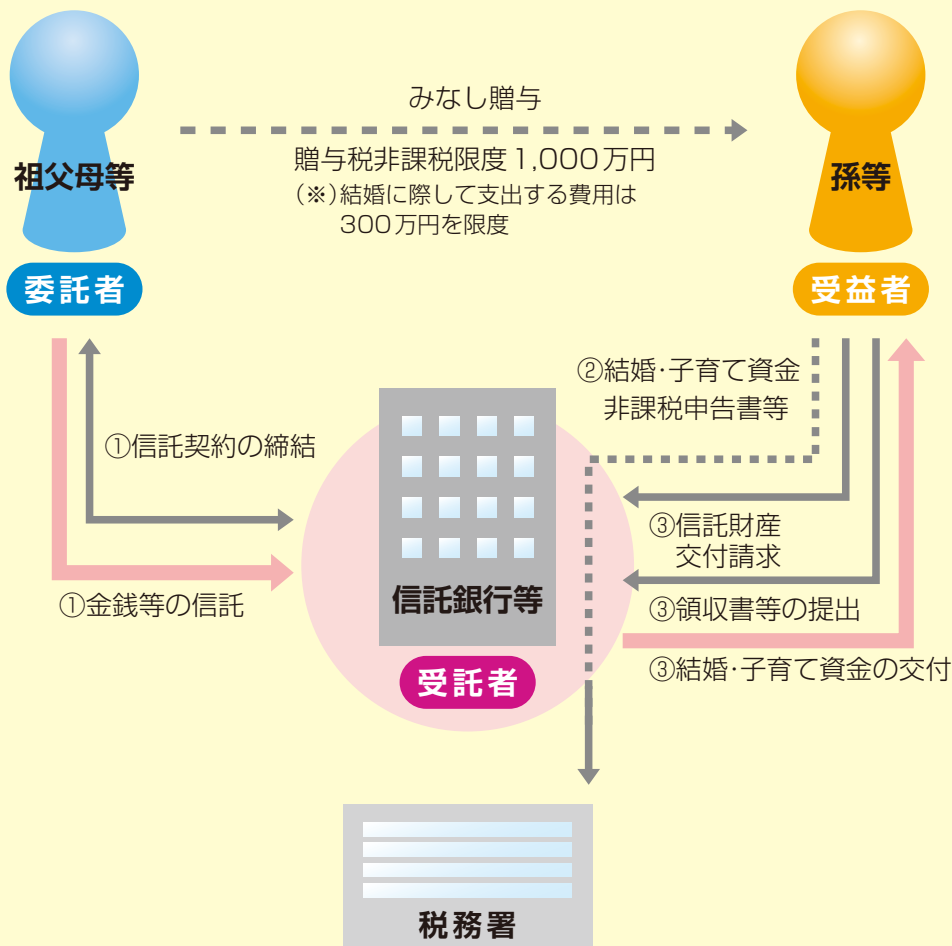 みなし贈与
贈与税非課税限度1,000万円
(※)結婚に際して支出する費用は
300万円を限度
祖父母等
委託者
孫等
受益者
①信託契約の締結
①金銭等の信託
②結婚・子育て資金
非課税申告書等
③信託財産
交付請求
③領収書等の提出
③結婚・子育て資金の交付
信託銀行等
受託者
税務署